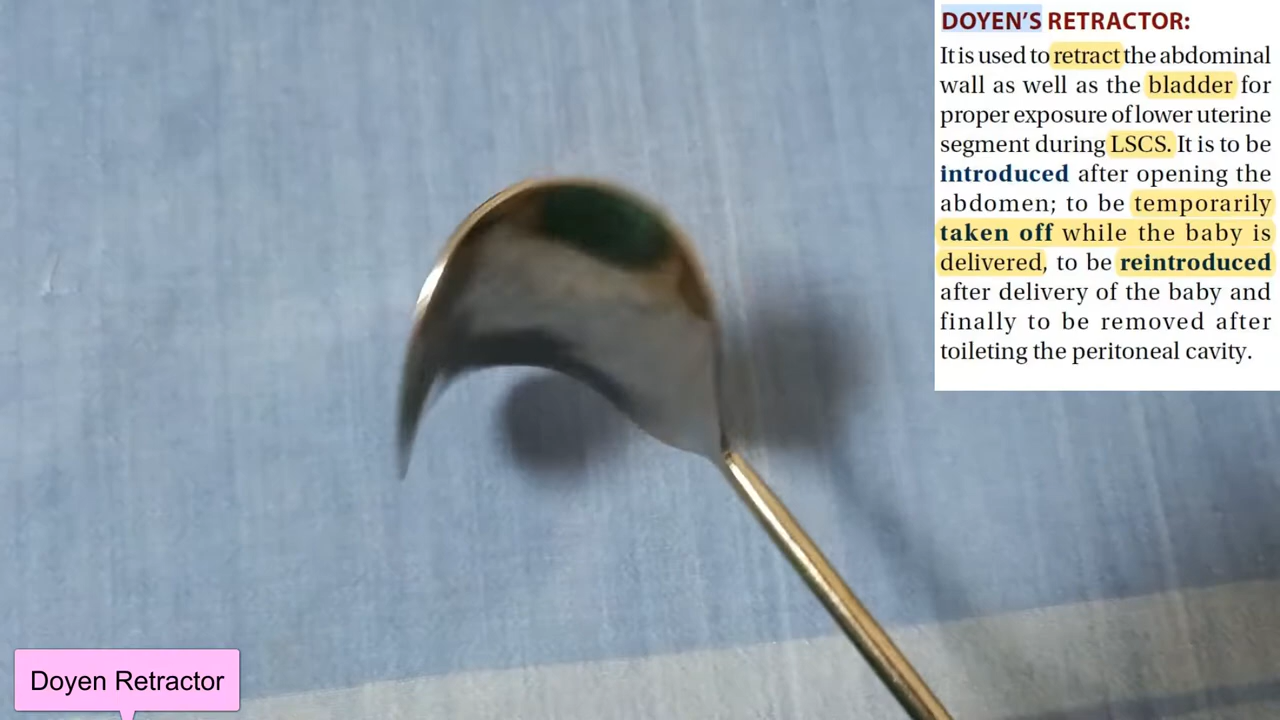 DOYEN'S RETRACTOR:
It is used to retract the abdominal
wall as well as the bladder for
proper exposure of lower uterine
segment during LSCS. It is to be
introduced after opening the
abdomen; to be temporarily
taken off while the baby is
delivered, to be reintroduced
after delivery of the baby and
finally to be removed after
toileting the peritoneal cavity.
Doyen Retractor